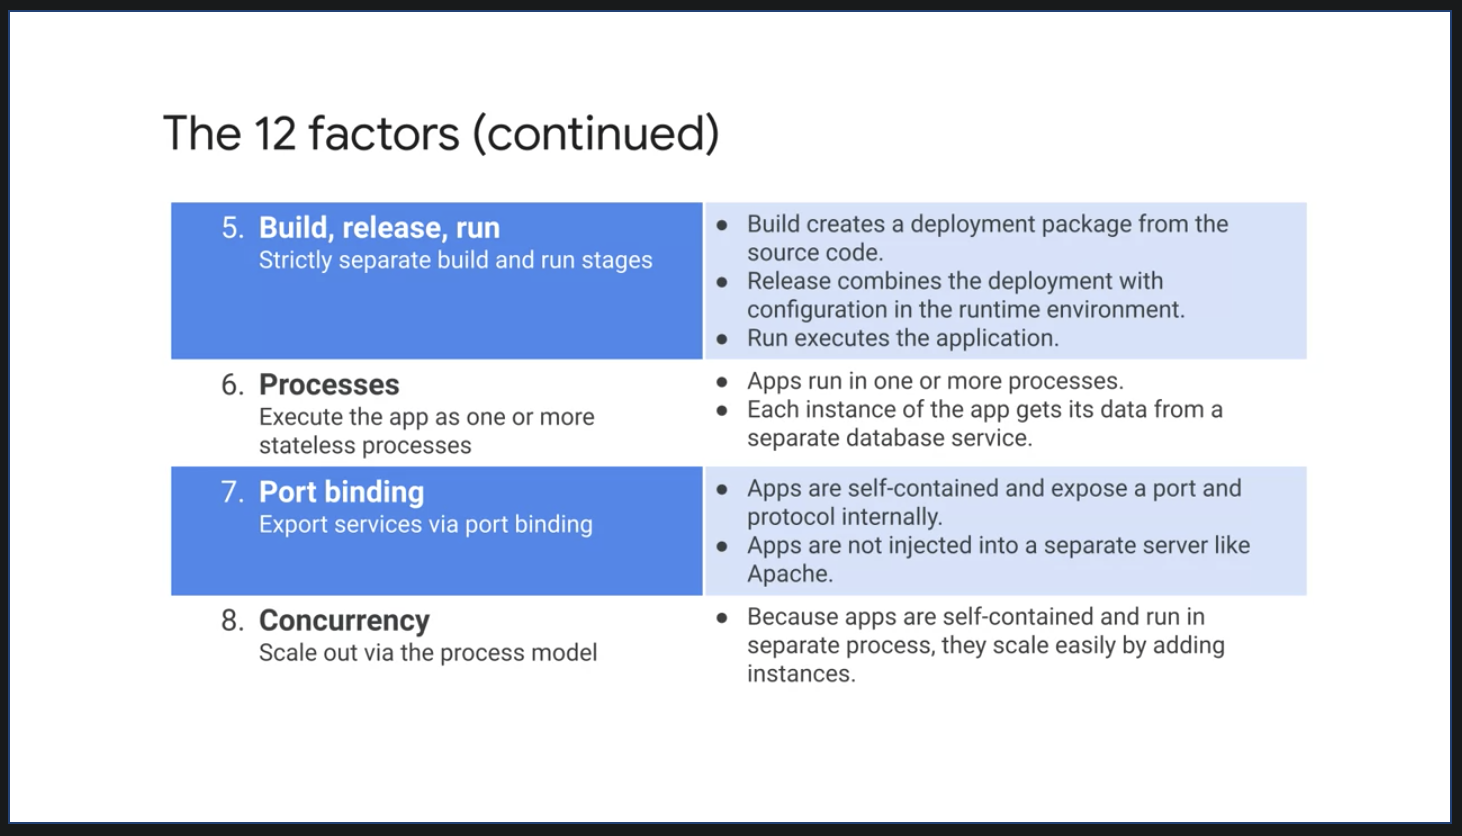 The 12 factors (continued)
5. Build, release, run
Strictly separate build and run stages
● Build creates a deployment package from the
source code.
● Release combines the deployment with
configuration in the runtime environment.
● Run executes the application.
6. Processes
Execute the app as one or more
stateless processes
● Apps run in one or more processes.
● Each instance of the app gets its data from a
separate database service.
7. Port binding
Export services via port binding
● Apps are self-contained and expose a port and
protocol internally.
● Apps are not injected into a separate server like
Apache.
8. Concurrency
Scale out via the process model
● Because apps are self-contained and run in
separate process, they scale easily by adding
instances.